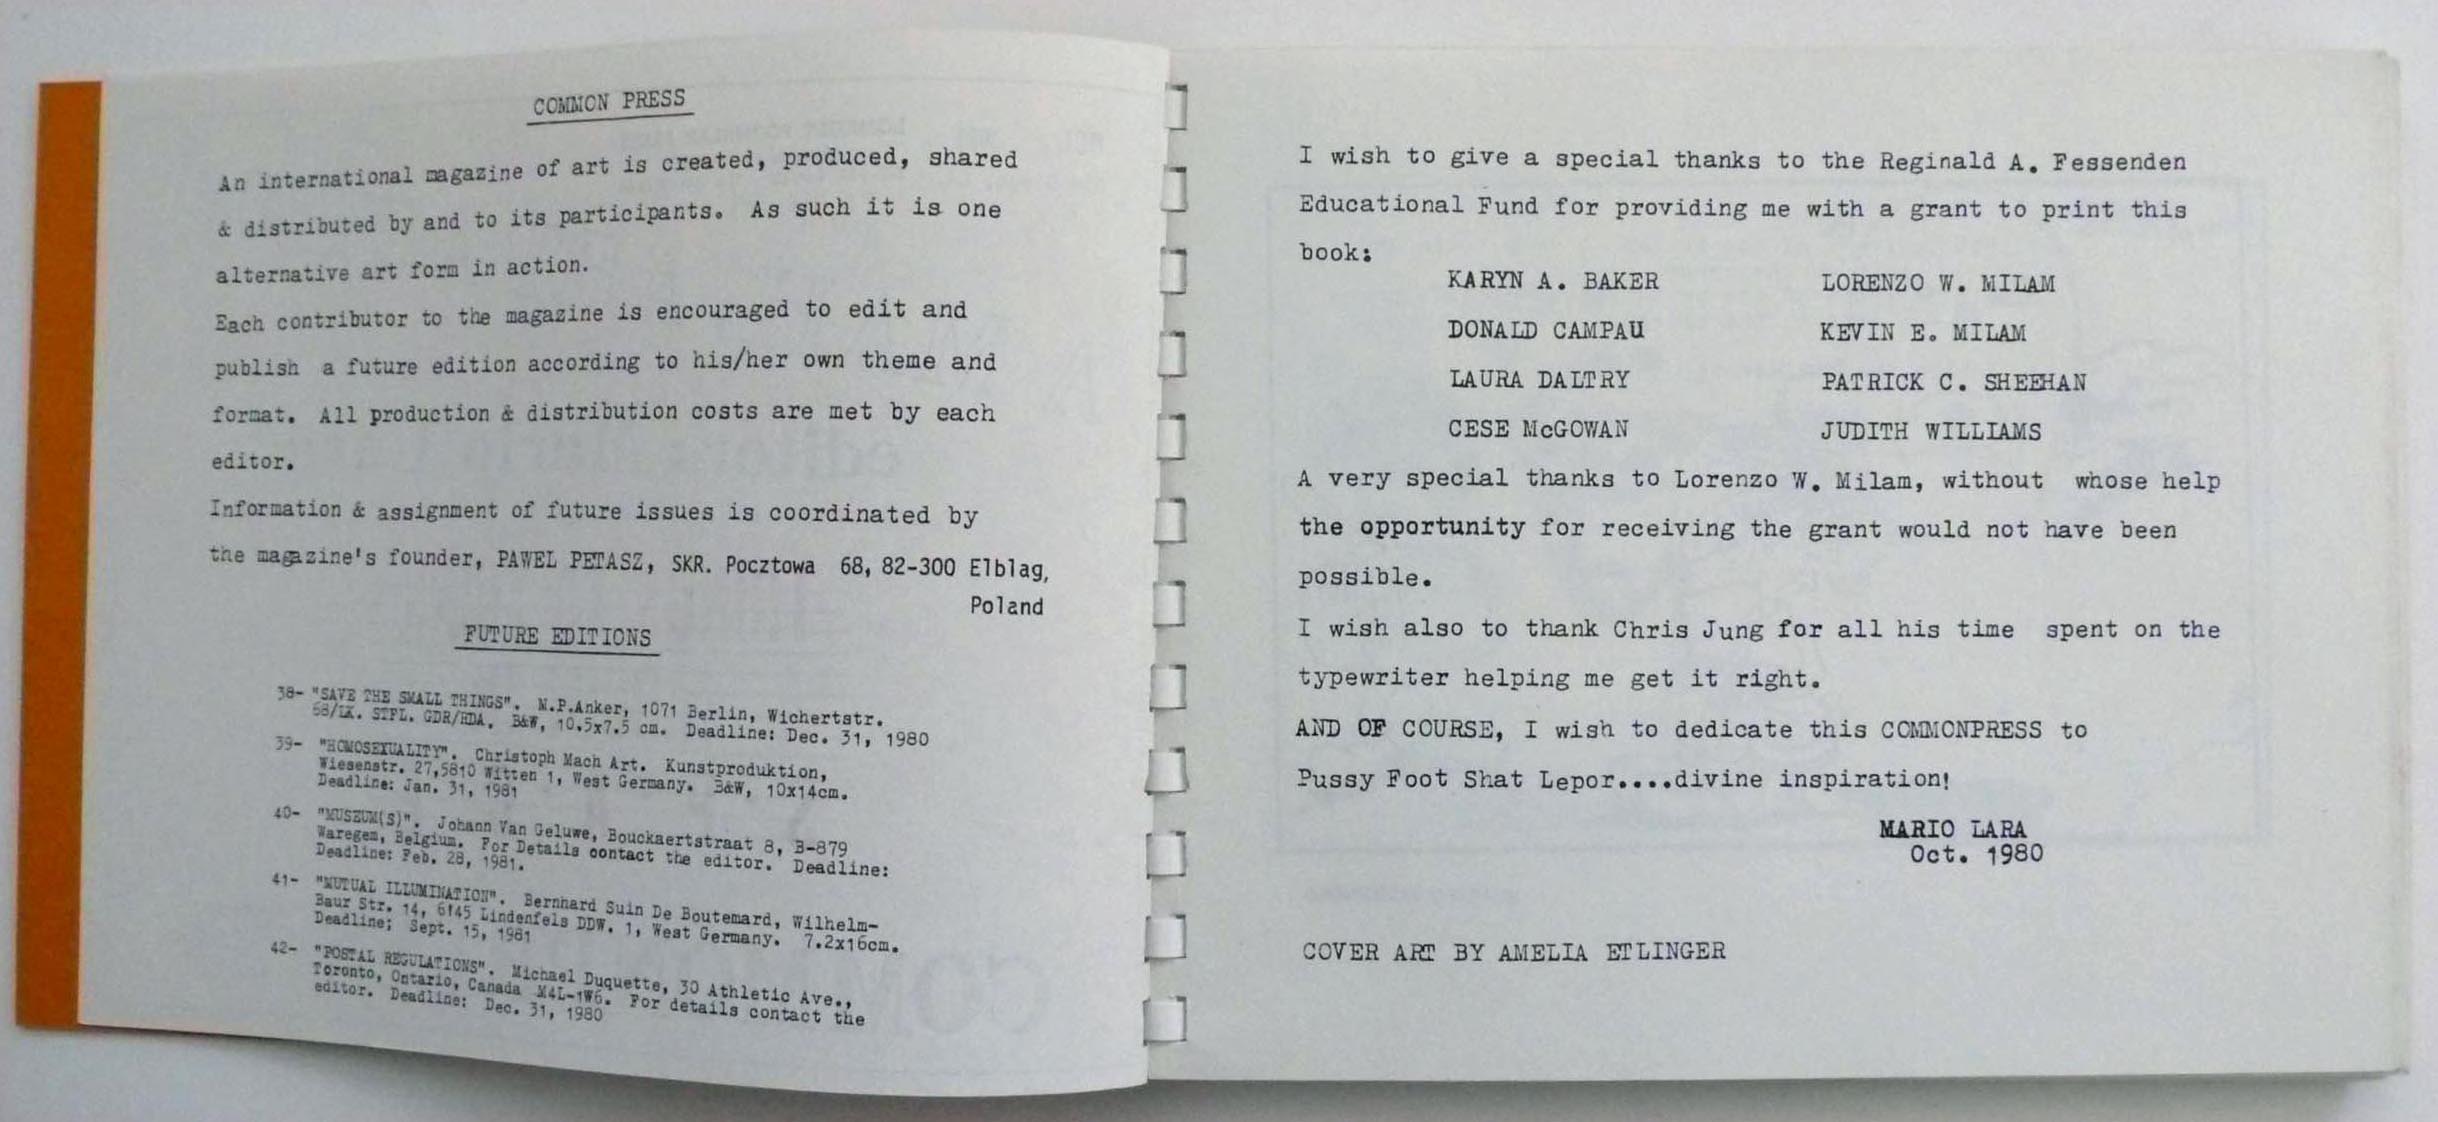 COMMON PRESS
An international magazine of art is created, produced, shared
& distributed by and to its participants. As such it is one
alternative art form in action.
Each contributor to the magazine is encouraged to edit and
publish a future edition according to his/her own theme and
format. All production & distribution costs are met by each
editor.
Information & assignment of future issues is coordinated by
the magazine's founder, PAWEL PETASZ, SKR. Pocztowa 68, 82-300 Elblag,
Poland
FUTURE EDITIONS
38- "SAVE THE SMALL THINGS". M.P.Anker, 1071 Berlin, Wichertstr.
68/IX. STFL. GDR/HDA. B&W, 10.5x7.5 cm. Deadline: Dec. 31, 1980
39- "HOMOSEXUALITY". Christoph Mach Art. Kunstproduktion,
Wiesenstr. 27,5810 Witten 1, West Germany. B&W, 10x14cm.
Deadline: Jan. 31, 1981
40- "MUSEUM(S)". Johann Van Geluwe, Bouckaertstraat 8, B-879
Waregem, Belgium. For Details contact the editor. Deadline:
Deadline: Feb. 28, 1981.
41- "MUTUAL ILLUMINATION". Bernhard Suin De Boutemard, Wilhelm-
Baur Str. 14, 6145 Lindenfels DDW. 1, West Germany. 7.2x16cm.
Deadline; Sept. 15, 1981
42- "POSTAL REGULATIONS". Michael Duquette, 30 Athletic Ave.,
Toronto, Ontario, Canada M4L-1W6. For details contact the
editor. Deadline: Dec. 31, 1980
I wish to give a special thanks to the Reginald A. Fessenden
Educational Fund for providing me with a grant to print this
book:
KARYN A. BAKER LORENZO W. MILAM
DONALD CAMPAU KEVIN E. MILAM
LAURA DALTRY PATRICK C. SHEEHAN
CESE McGOWAN JUDITH WILLIAMS
A very special thanks to Lorenzo W. Milam, without whose help
the opportunity for receiving the grant would not have been
possible.
I wish also to thank Chris Jung for all his time spent on the
typewriter helping me get it right.
AND OF COURSE, I wish to dedicate this COMMONPRESS to
Pussy Foot Shat Lepor....divine inspiration!
MARIO LARA
Oct. 1980
COVER ART BY AMELIA ETLINGER